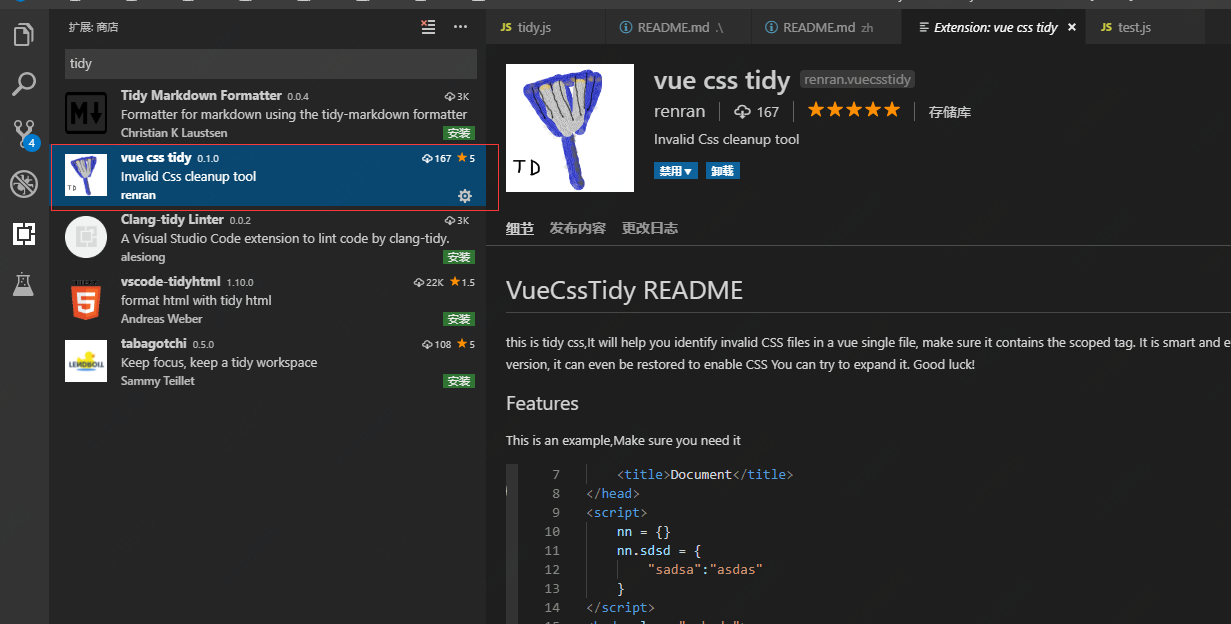 扩展: 商店
tidy
Tidy Markdown Formatter 0.0.4 3K
Formatter for markdown using the tidy-markdown formatter
Christian K Laustsen 安装
vue css tidy 0.1.0 167 5
Invalid Css cleanup tool
renran
Clang-tidy Linter 0.0.2 3K
A Visual Studio Code extension to lint code by clang-tidy.
alesiong 安装
vscode-tidyhtml 1.10.0 22K 1.5
format html with tidy html
Andreas Weber 安装
tabagotchi 0.5.0 108 5
Keep focus, keep a tidy workspace
Sammy Teillet 安装
4
M
TD
5
JS tidy.js README.md .\ README.md zh Extension: vue css tidy × JS test.js
TD
vue css tidy renran.vuecsstidy
renran 167 存储库
Invalid Css cleanup tool
禁用 卸载
细节 发布内容 更改日志
VueCssTidy README
this is tidy css,It will help you identify invalid CSS files in a vue single file, make sure it contains the scoped tag. It is smart and e
version, it can even be restored to enable CSS You can try to expand it. Good luck!
Features
This is an example,Make sure you need it
7 <title>Document</title>
8 </head>
9 <script>
10 nn = {}
11 nn.sdsd = {
12 "sadsa":"asdas"
13 }
14 </script>